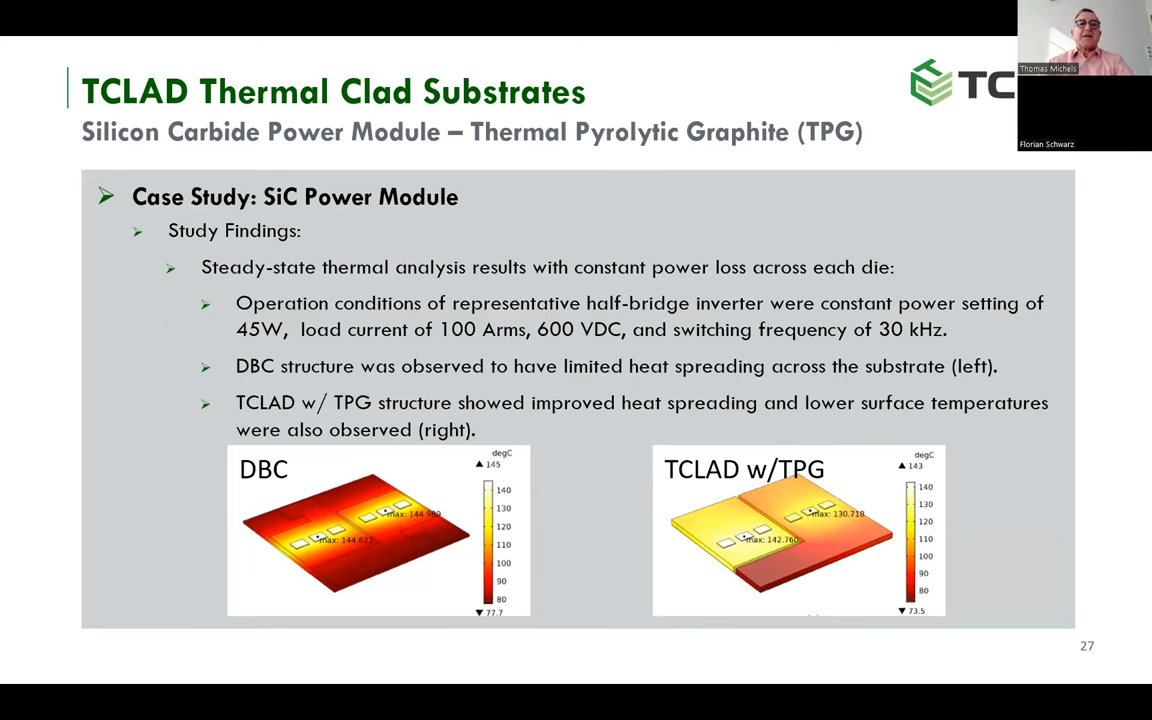 TCLAD Thermal Clad Substrates
TC
Thomas Michels
Silicon Carbide Power Module – Thermal Pyrolytic Graphite (TPG)
Florian Schwarz
Case Study: SiC Power Module
Study Findings:
Steady-state thermal analysis results with constant power loss across each die:
Operation conditions of representative half-bridge inverter were constant power setting of
45W, load current of 100 Arms, 600 VDC, and switching frequency of 30 kHz.
DBC structure was observed to have limited heat spreading across the substrate (left).
TCLAD w/ TPG structure showed improved heat spreading and lower surface temperatures
were also observed (right).
DBC
degC
▲ 145
140
130
120
110
100
90
80
▼ 77.7
max: 144.989
max: 144.622
TCLAD w/TPG
degC
▲ 143
140
130
120
110
100
90
80
▼ 73.5
max: 130.718
max: 142.760
27